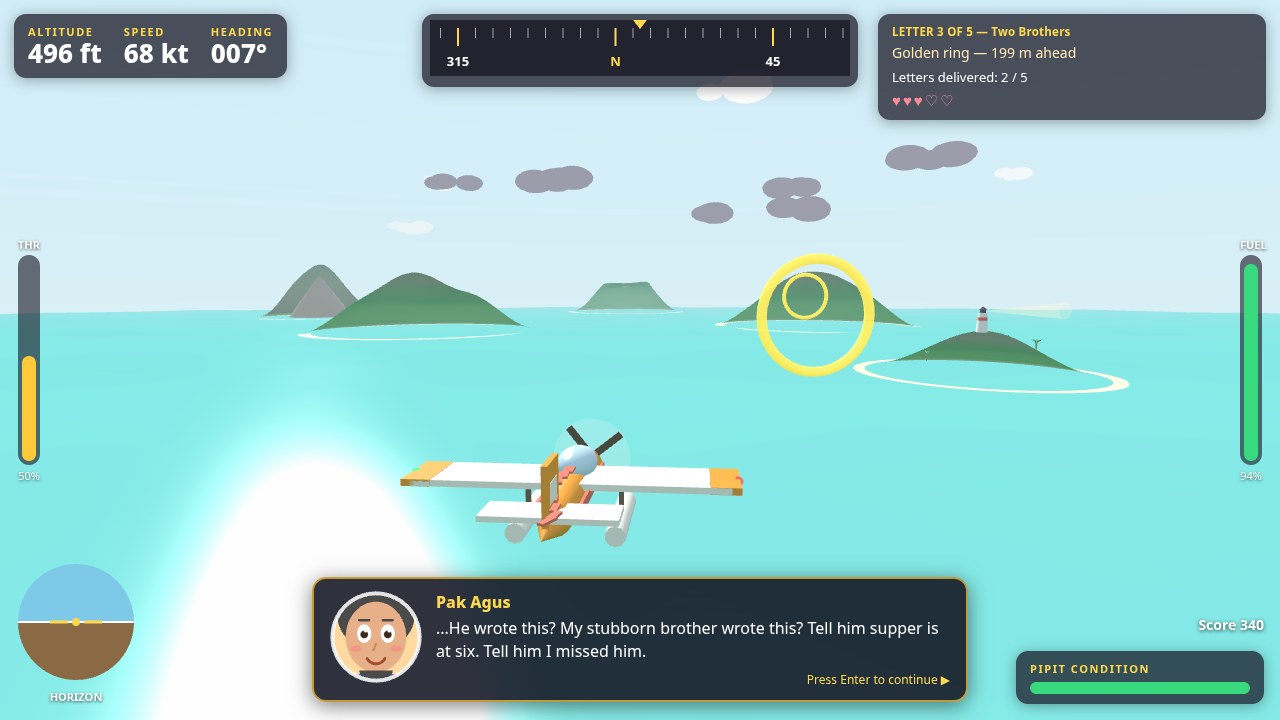 ALTITUDE
496 ft
SPEED
68 kt
HEADING
007°
315
N
45
LETTER 3 OF 5 — Two Brothers
Golden ring — 199 m ahead
Letters delivered: 2 / 5
♥♥♥♡♡
THR
50%
FUEL
94%
HORIZON
Pak Agus
...He wrote this? My stubborn brother wrote this? Tell him supper is
at six. Tell him I missed him.
Press Enter to continue ▶
Score 340
PIPIT CONDITION